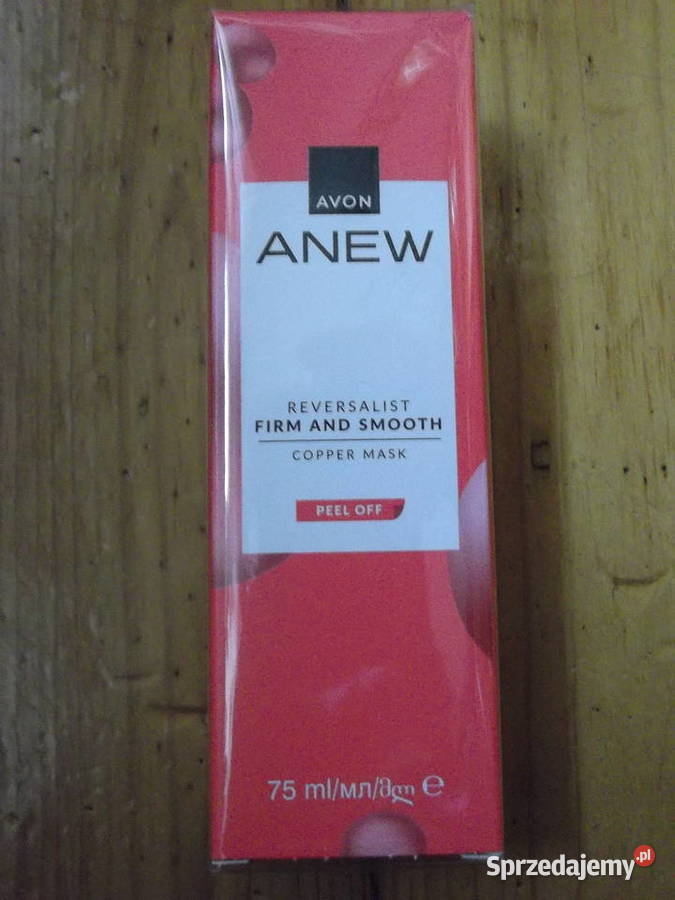 AVON
ANEW
REVERSALIST
FIRM AND SMOOTH
COPPER MASK
PEEL OFF
75 ml/мл/მლ ℮
Sprzedajemy.pl